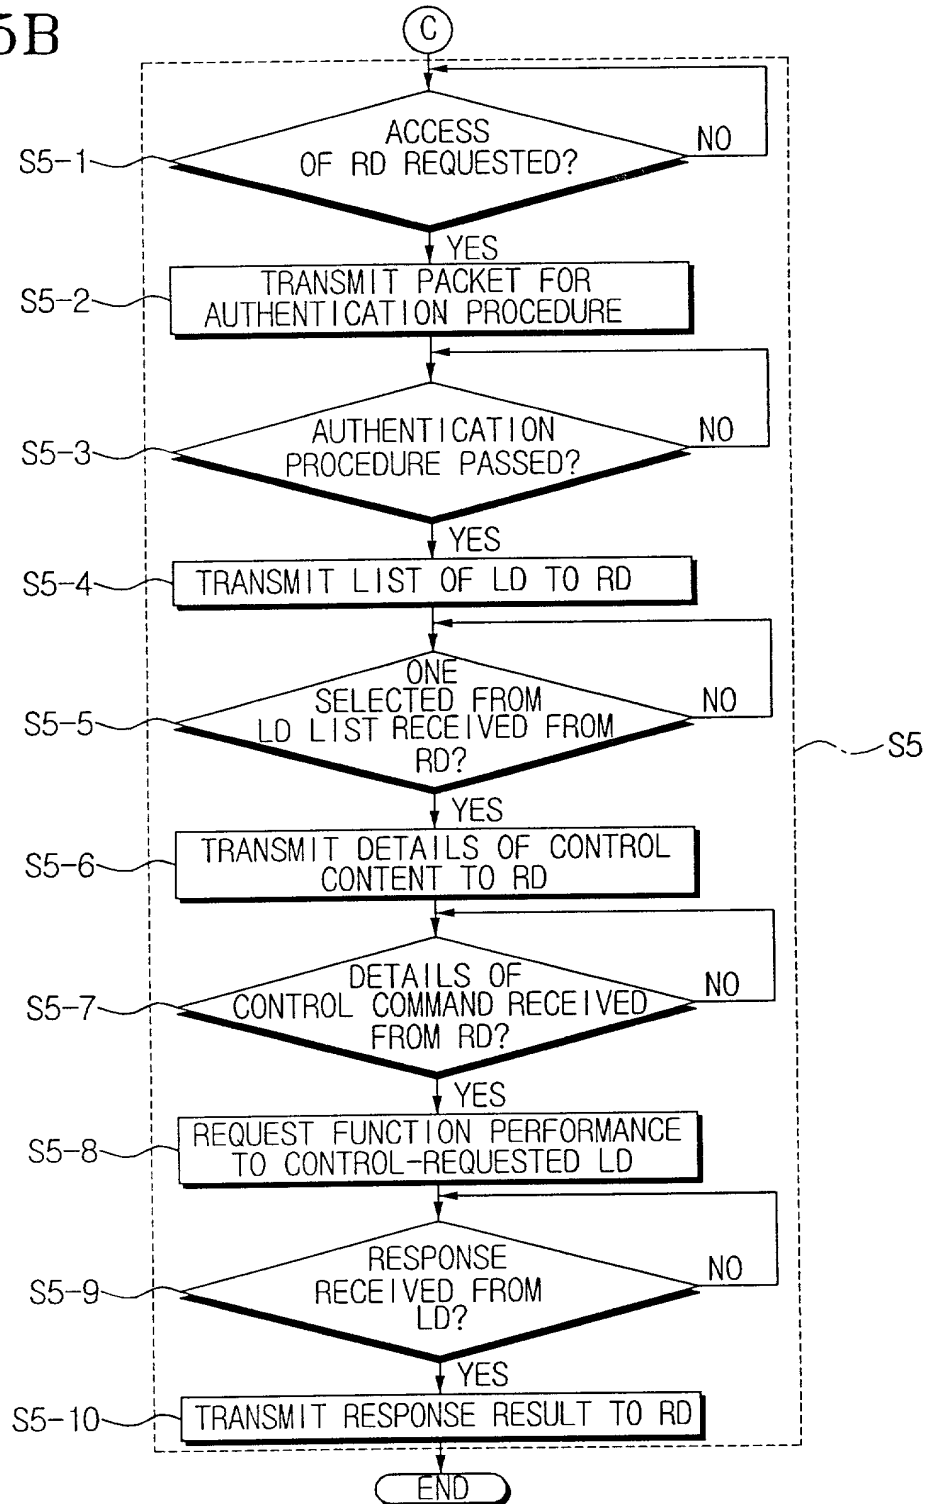 5B
C
ACCESS
OF RD REQUESTED?
NO
S5-1
YES
TRANSMIT PACKET FOR
AUTHENTICATION PROCEDURE
S5-2
AUTHENTICATION
PROCEDURE PASSED?
NO
S5-3
YES
TRANSMIT LIST OF LD TO RD
S5-4
ONE
SELECTED FROM
LD LIST RECEIVED FROM
RD?
NO
S5-5
S5
YES
TRANSMIT DETAILS OF CONTROL
CONTENT TO RD
S5-6
DETAILS OF
CONTROL COMMAND RECEIVED
FROM RD?
NO
S5-7
YES
REQUEST FUNCTION PERFORMANCE
TO CONTROL-REQUESTED LD
S5-8
RESPONSE
RECEIVED FROM
LD?
NO
S5-9
YES
TRANSMIT RESPONSE RESULT TO RD
S5-10
END